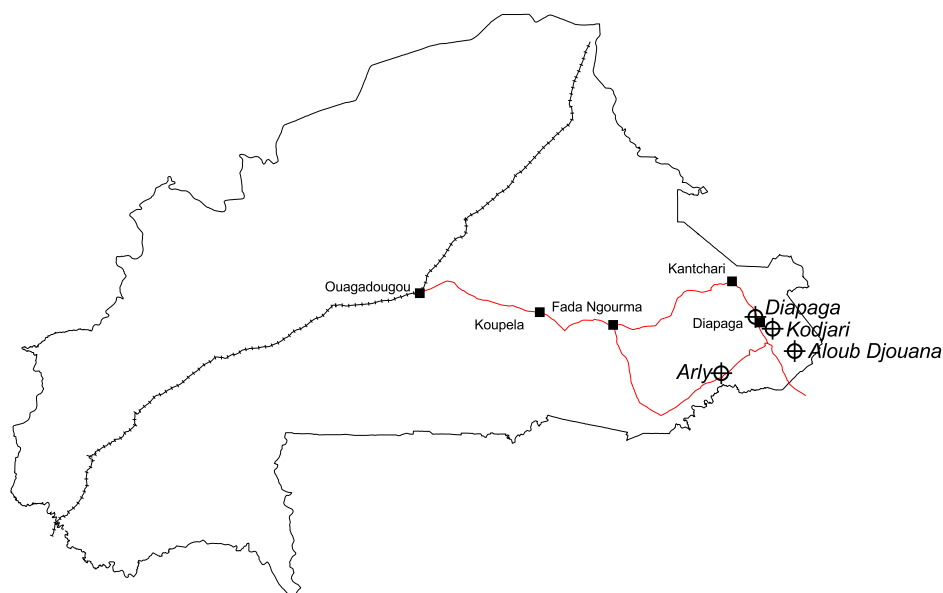 Kantchari
Ouagadougou
Diapaga
Fada Ngourma
Koupela
Diapaga
Kodjari
Aloub Djouana
Arly